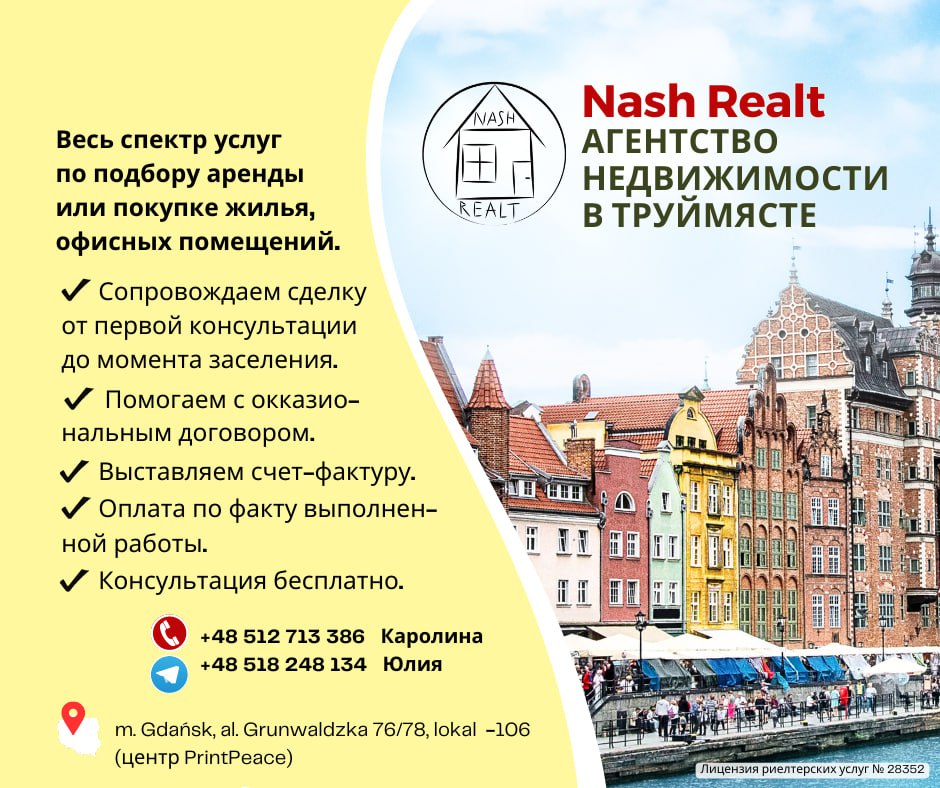 Весь спектр услуг
по подбору аренды
или покупке жилья,
офисных помещений.
Сопровождаем сделку
от первой консультации
до момента заселения.
Помогаем с окказио-
нальным договором.
Выставляем счет-фактуру.
Оплата по факту выполнен-
ной работы.
Консультация бесплатно.
+48 512 713 386 Каролина
+48 518 248 134 Юлия
m. Gdańsk, al. Grunwaldzka 76/78, lokal -106
(центр PrintPeace)
NASH
REALT
Nash Realt
АГЕНТСТВО
НЕДВИЖИМОСТИ
В ТРУЙМЯСТЕ
Лицензия риелтерских услуг № 28352